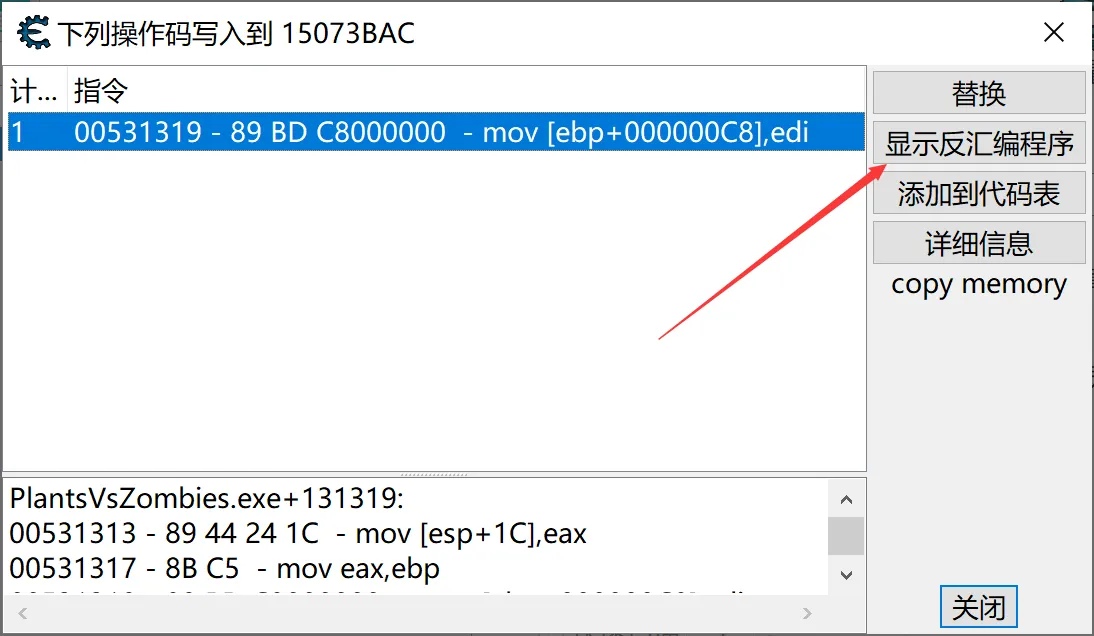 下列操作码写入到 15073BAC
计... 指令
1 00531319 - 89 BD C8000000 - mov [ebp+000000C8],edi
替换
显示反汇编程序
添加到代码表
详细信息
copy memory
PlantsVsZombies.exe+131319:
00531313 - 89 44 24 1C - mov [esp+1C],eax
00531317 - 8B C5 - mov eax,ebp
关闭